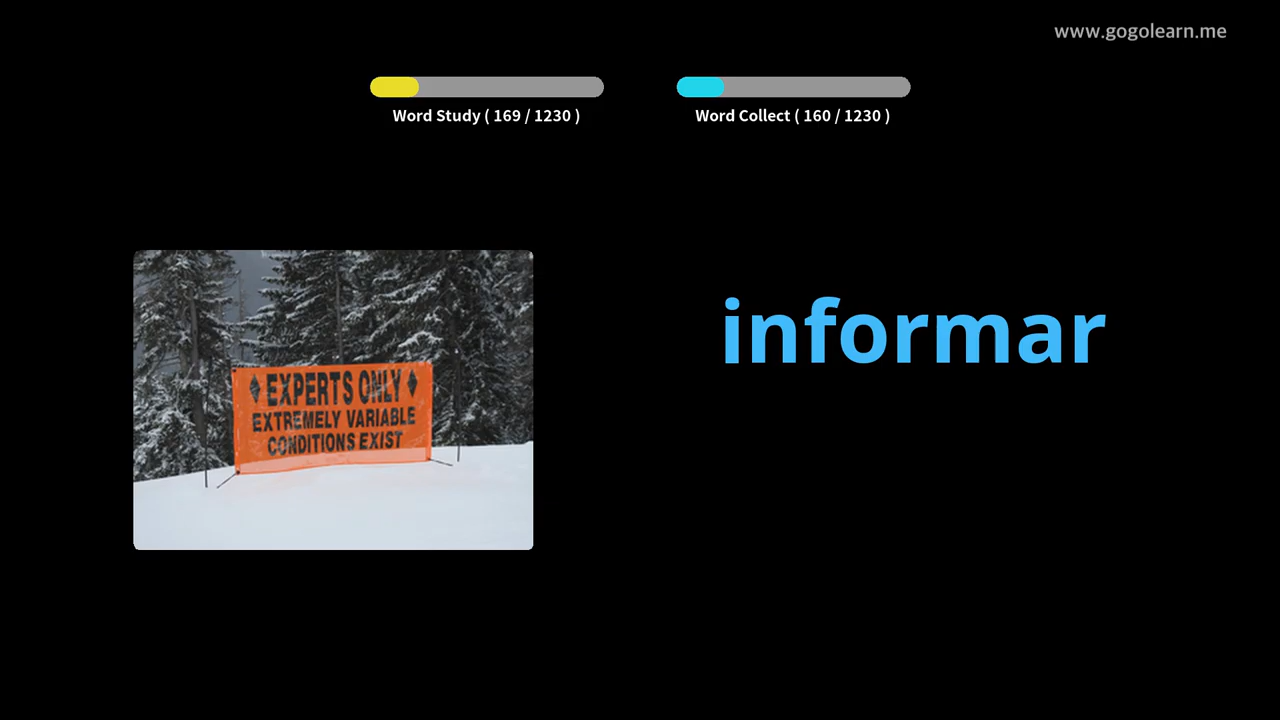 www.gogolearn.me
Word Study ( 169 / 1230 )
Word Collect ( 160 / 1230 )
EXPERTS ONLY
EXTREMELY VARIABLE
CONDITIONS EXIST
informar